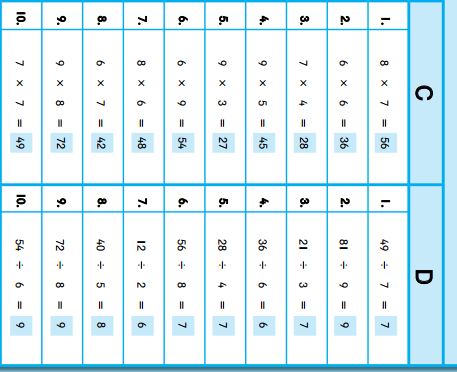 C
1. 8 × 7 = 56
2. 6 × 6 = 36
3. 7 × 4 = 28
4. 9 × 5 = 45
5. 9 × 3 = 27
6. 6 × 9 = 54
7. 8 × 6 = 48
8. 6 × 7 = 42
9. 9 × 8 = 72
10. 7 × 7 = 49
D
1. 49 ÷ 7 = 7
2. 81 ÷ 9 = 9
3. 21 ÷ 3 = 7
4. 36 ÷ 6 = 6
5. 28 ÷ 4 = 7
6. 56 ÷ 8 = 7
7. 12 ÷ 2 = 6
8. 40 ÷ 5 = 8
9. 72 ÷ 8 = 9
10. 54 ÷ 6 = 9